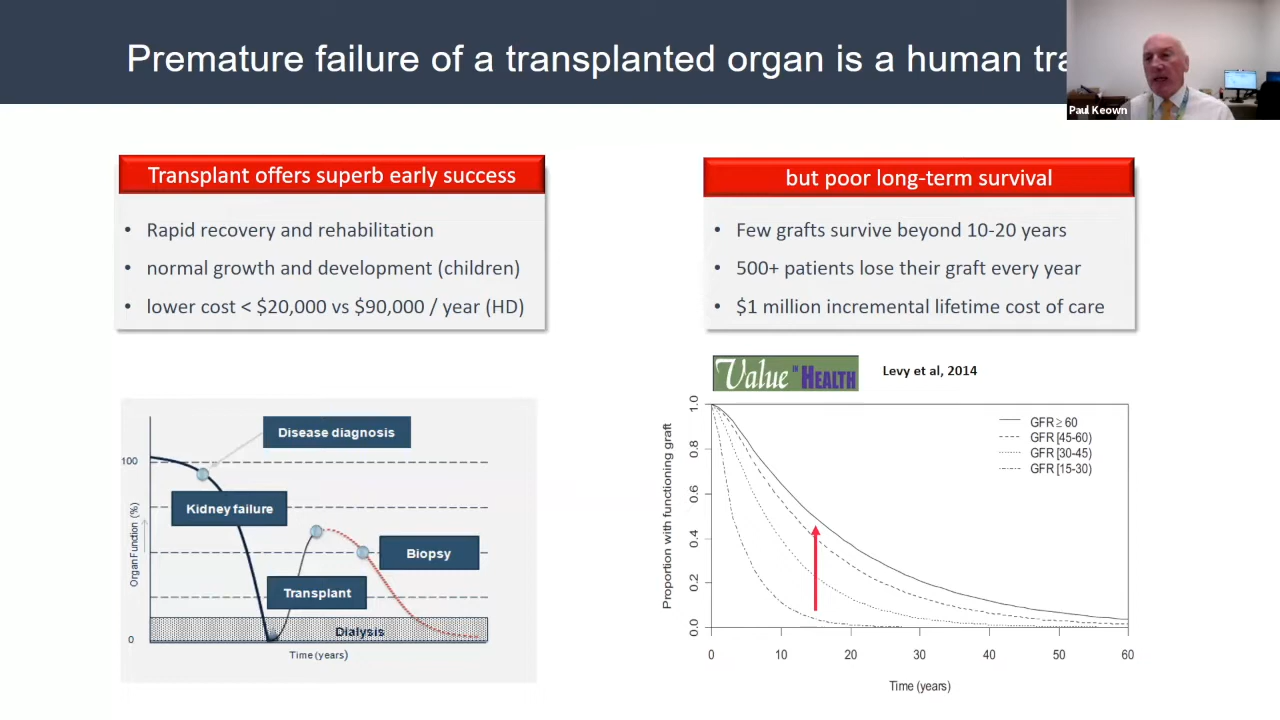 Premature failure of a transplanted organ is a human tra
Paul Keown
Transplant offers superb early success
• Rapid recovery and rehabilitation
• normal growth and development (children)
• lower cost < $20,000 vs $90,000 / year (HD)
but poor long-term survival
• Few grafts survive beyond 10-20 years
• 500+ patients lose their graft every year
• $1 million incremental lifetime cost of care
Value IN HEALTH
Levy et al, 2014
Disease diagnosis
100
Kidney failure
Organ Function (%)
Biopsy
Transplant
Dialysis
0
Time (years)
Proportion with functioning graft
1.0
0.8
0.6
0.4
0.2
0.0
GFR ≥ 60
GFR [45-60)
GFR [30-45)
GFR [15-30)
0 10 20 30 40 50 60
Time (years)